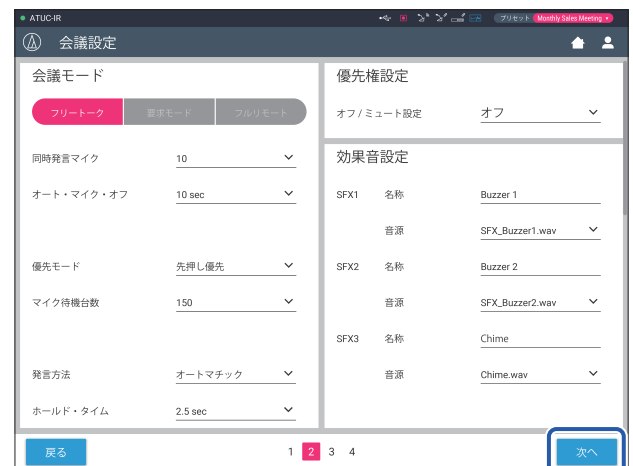 ATUC-IR
プリセット Monthly Sales Meeting
会議設定
会議モード
フリートーク 要求モード フルリモート
同時発言マイク 10
オート・マイク・オフ 10 sec
優先モード 先押し優先
マイク待機台数 150
発言方法 オートマチック
ホールド・タイム 2.5 sec
優先権設定
オフ / ミュート設定 オフ
効果音設定
SFX1 名称 Buzzer 1
音源 SFX_Buzzer1.wav
SFX2 名称 Buzzer 2
音源 SFX_Buzzer2.wav
SFX3 名称 Chime
音源 Chime.wav
戻る 1 2 3 4 次へ